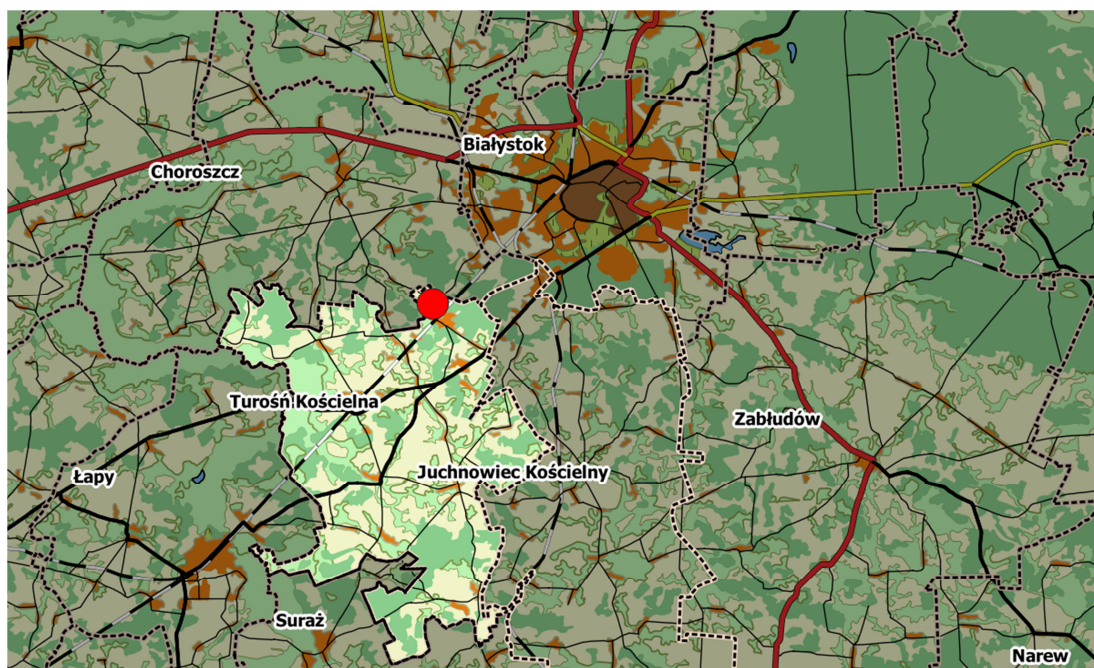 Białystok
Choroszcz
Turośń Kościelna
Zabłudów
Juchnowiec Kościelny
Łapy
Suraż
Narew